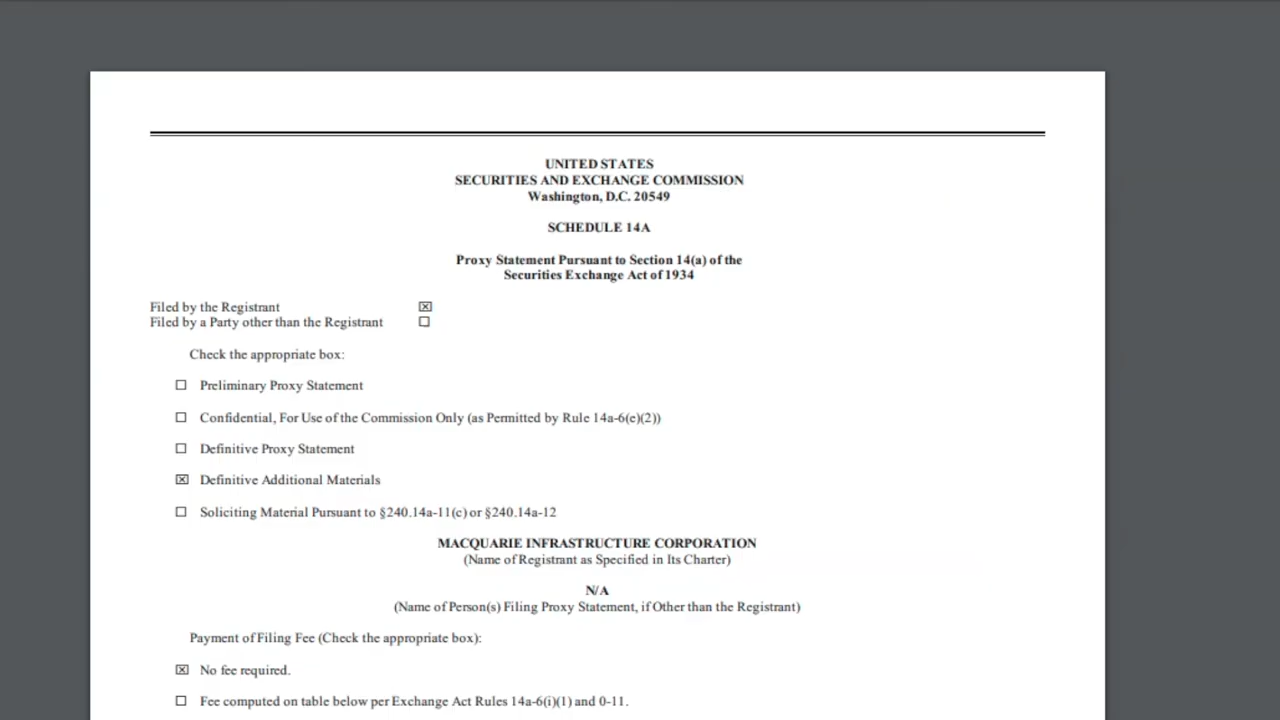 UNITED STATES
SECURITIES AND EXCHANGE COMMISSION
Washington, D.C. 20549
SCHEDULE 14A
Proxy Statement Pursuant to Section 14(a) of the
Securities Exchange Act of 1934
Filed by the Registrant ☒
Filed by a Party other than the Registrant ☐
Check the appropriate box:
☐ Preliminary Proxy Statement
☐ Confidential, For Use of the Commission Only (as Permitted by Rule 14a-6(e)(2))
☐ Definitive Proxy Statement
☒ Definitive Additional Materials
☐ Soliciting Material Pursuant to §240.14a-11(c) or §240.14a-12
MACQUARIE INFRASTRUCTURE CORPORATION
(Name of Registrant as Specified in Its Charter)
N/A
(Name of Person(s) Filing Proxy Statement, if Other than the Registrant)
Payment of Filing Fee (Check the appropriate box):
☒ No fee required.
☐ Fee computed on table below per Exchange Act Rules 14a-6(i)(1) and 0-11.